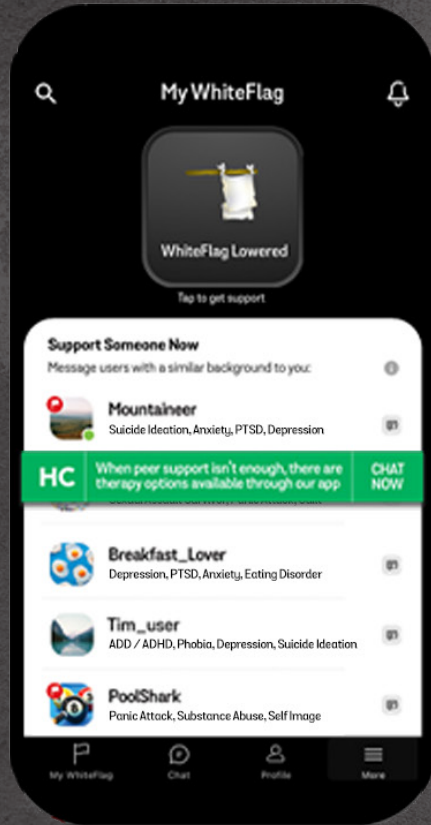 My WhiteFlag
WhiteFlag Lowered
Tap to get support
Support Someone Now
Message users with a similar background to you:
Mountaineer
Suicide Ideation, Anxiety, PTSD, Depression
HC
When peer support isn't enough, there are
therapy options available through our app
CHAT
NOW
Breakfast_Lover
Depression, PTSD, Anxiety, Eating Disorder
Tim_user
ADD / ADHD, Phobia, Depression, Suicide Ideation
PoolShark
Panic Attack, Substance Abuse, Self Image
My WhiteFlag
Chat
Profile
More